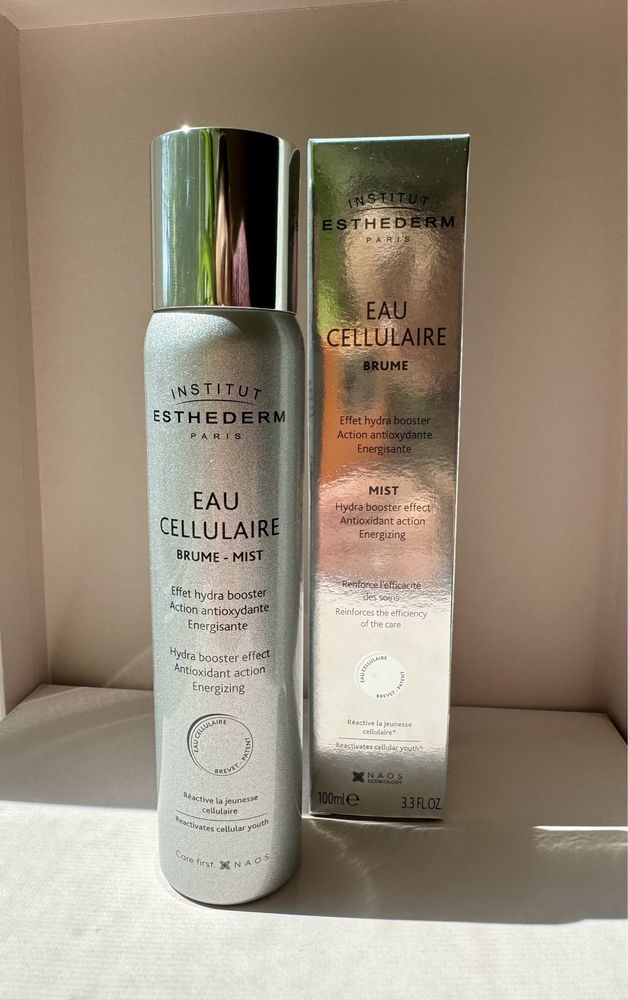 INSTITUT
ESTHEDERM
PARIS
EAU
CELLULAIRE
BRUME - MIST
Effet hydra booster
Action antioxydante
Energisante
Hydra booster effect
Antioxidant action
Energizing
EAU CELLULAIRE
BREVET - PATENT
Réactive la jeunesse
cellulaire
Reactivates cellular youth
Care first. NAOS
INSTITUT
ESTHEDERM
PARIS
EAU
CELLULAIRE
BRUME
Effet hydra booster
Action antioxydante
Energisante
MIST
Hydra booster effect
Antioxidant action
Energizing
Renforce l'efficacité
des soins
Reinforces the efficiency
of the care
EAU CELLULAIRE
BREVET - PATENT
Réactive la jeunesse
cellulaire*
Reactivates cellular youth*
NAOS
ECOBIOLOGY
100ml e 3.3 FL.OZ.